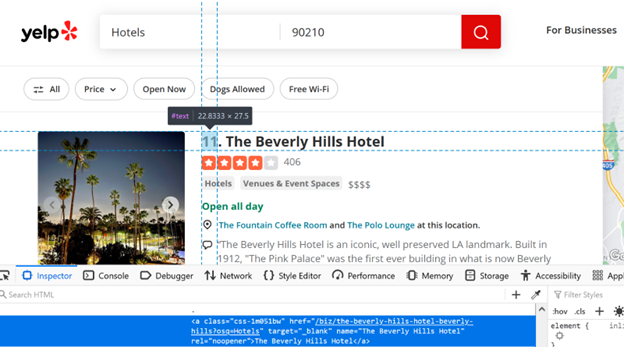 yelp Hotels 90210 For Businesses
All Price Open Now Dogs Allowed Free Wi-Fi
#text 22.8333 × 27.5
11. The Beverly Hills Hotel
406
Hotels Venues & Event Spaces $$$$
Open all day
The Fountain Coffee Room and The Polo Lounge at this location.
"The Beverly Hills Hotel is an iconic, well preserved LA landmark. Built in
1912, "The Pink Palace" was the first ever building in what is now Beverly
Inspector Console Debugger Network Style Editor Performance Memory Storage Accessibility
Search HTML Filter Styles
:hov .cls
<a class="css-1m051bw" href="/biz/the-beverly-hills-hotel-beverly-
hills?osq=Hotels" target="_blank" name="The Beverly Hills Hotel"
rel="noopener">The Beverly Hills Hotel</a>
element {
}